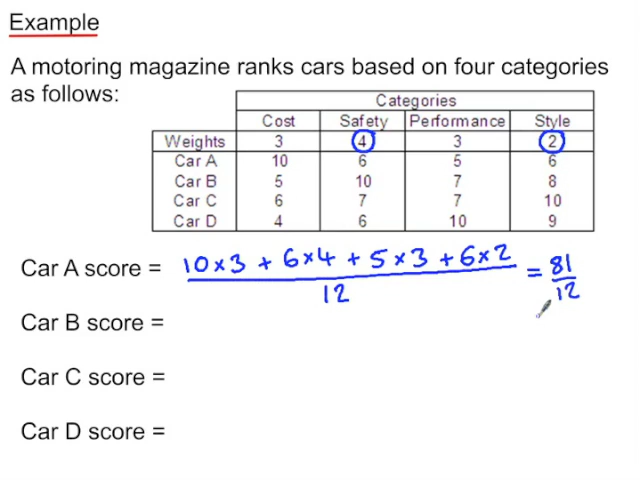 Example
A motoring magazine ranks cars based on four categories
as follows:
Categories
Cost Safety Performance Style
Weights 3 4 3 2
Car A 10 6 5 6
Car B 5 10 7 8
Car C 6 7 7 10
Car D 4 6 10 9
Car A score = 10×3 + 6×4 + 5×3 + 6×2 = 81
12 12
Car B score =
Car C score =
Car D score =